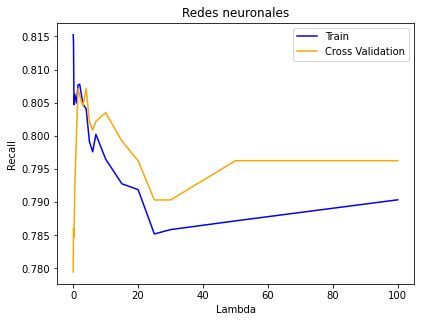 Redes neuronales
Train
Cross Validation
0.815
0.810
0.805
0.800
0.795
0.790
0.785
0.780
Recall
0
20
40
60
80
100
Lambda